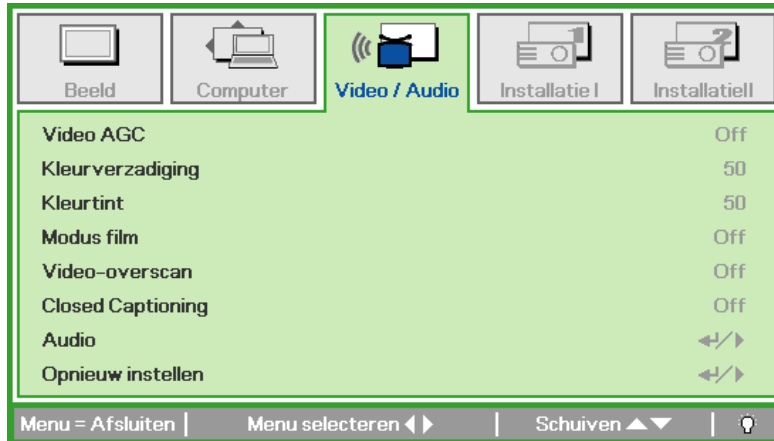 Beeld Computer Video / Audio Installatie I InstallatieII
Video AGC Off
Kleurverzadiging 50
Kleurtint 50
Modus film Off
Video-overscan Off
Closed Captioning Off
Audio
Opnieuw instellen
Menu = Afsluiten | Menu selecteren | Schuiven |